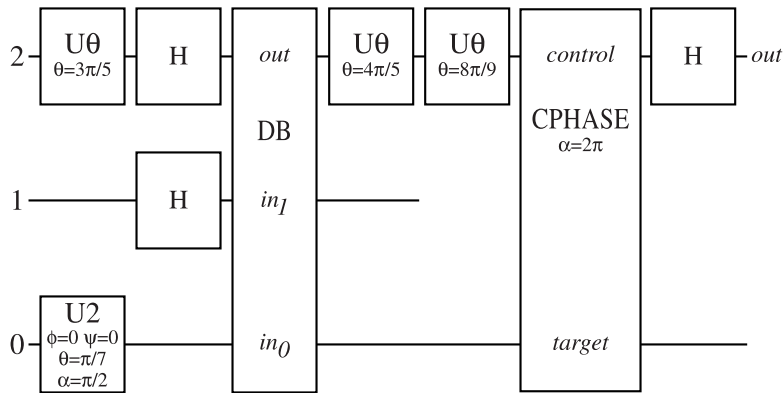 Uθ
θ=3π/5
H
out
Uθ
θ=4π/5
Uθ
θ=8π/9
control
H
2
out
DB
CPHASE
α=2π
1
H
in1
U2
ϕ=0 ψ=0
θ=π/7
α=π/2
0
in0
target